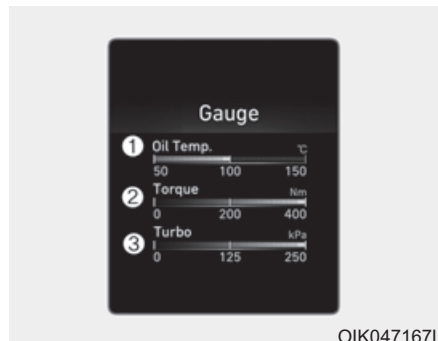 Gauge
① Oil Temp. ℃
50 100 150
② Torque Nm
0 200 400
③ Turbo kPa
0 125 250
OIK047167L